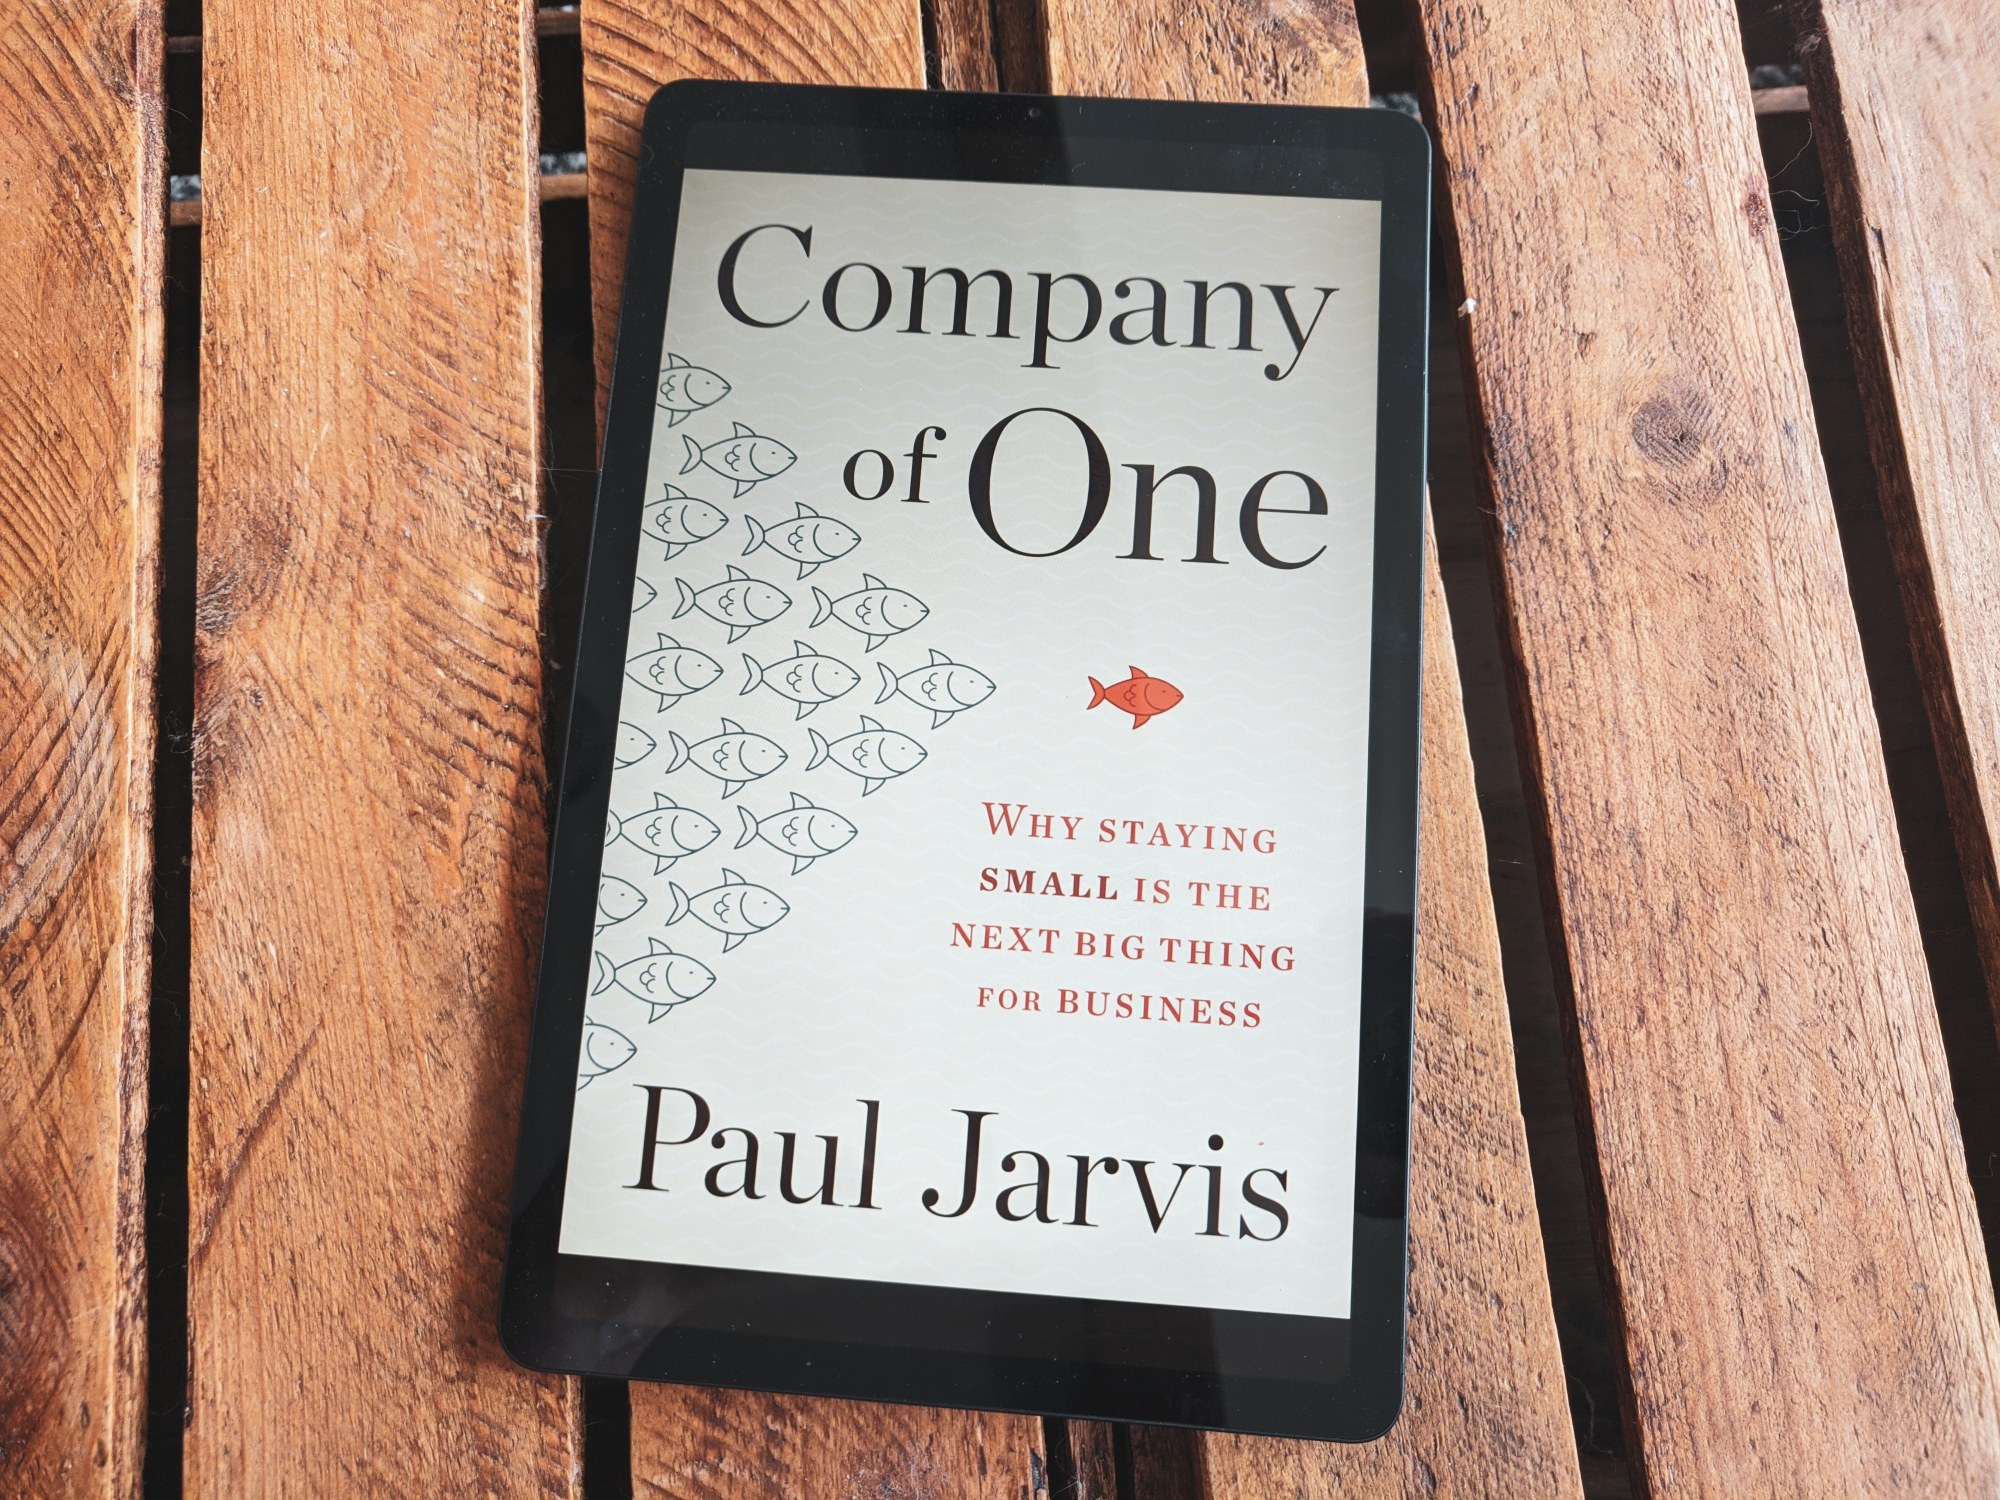 Company
of One
Why staying
small is the
next big thing
for business
Paul Jarvis